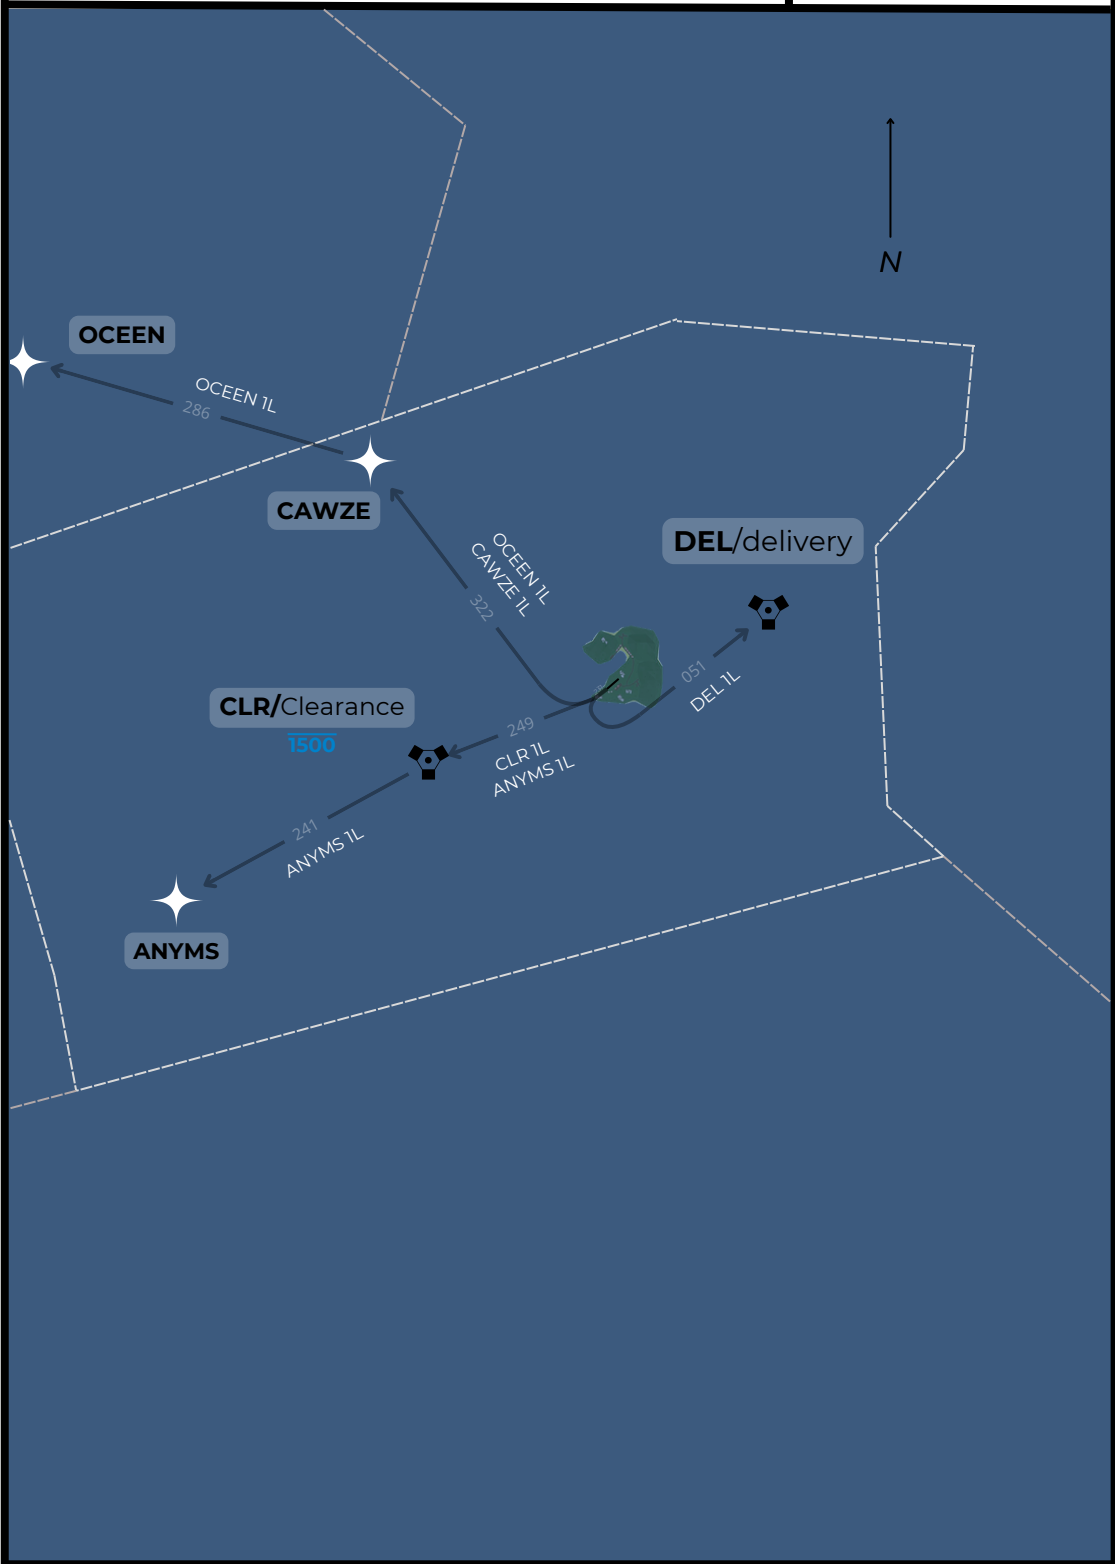 N
OCEEN
OCEEN 1L
286
CAWZE
OCEEN 1L
CAWZE 1L
322
DEL/delivery
051
DEL 1L
CLR/Clearance
1500
249
CLR 1L
ANYMS 1L
241
ANYMS 1L
ANYMS